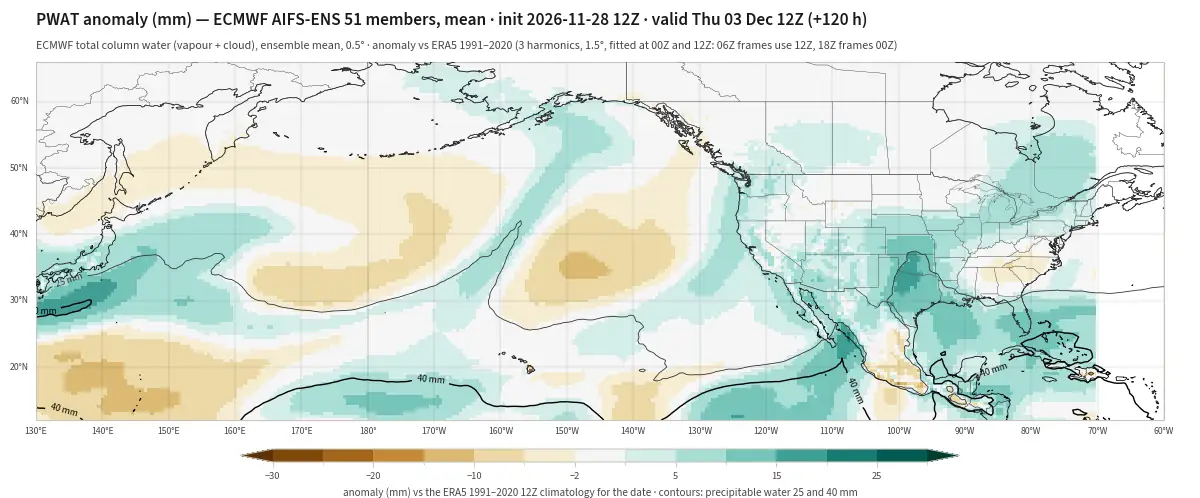 PWAT anomaly (mm) — ECMWF AIFS-ENS 51 members, mean · init 2026-11-28 12Z · valid Thu 03 Dec 12Z (+120 h)
ECMWF total column water (vapour + cloud), ensemble mean, 0.5° · anomaly vs ERA5 1991–2020 (3 harmonics, 1.5°, fitted at 00Z and 12Z: 06Z frames use 12Z, 18Z frames 00Z)
60°N
50°N
40°N
30°N
20°N
25 mm
0 mm
40 mm
40 mm
40 mm
40 mm
130°E 140°E 150°E 160°E 170°E 180° 170°W 160°W 150°W 140°W 130°W 120°W 110°W 100°W 90°W 80°W 70°W 60°W
−30 −20 −10 −2 5 15 25
anomaly (mm) vs the ERA5 1991–2020 12Z climatology for the date · contours: precipitable water 25 and 40 mm